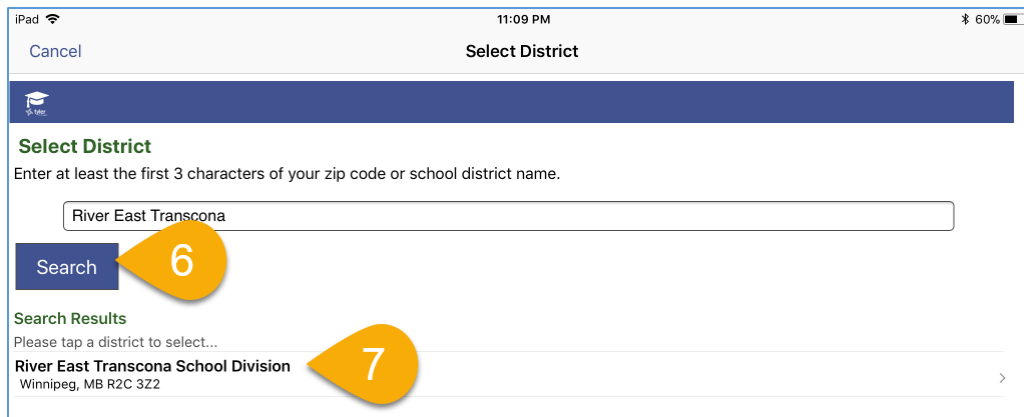 iPad 11:09 PM 60%
Cancel Select District
tyler
Select District
Enter at least the first 3 characters of your zip code or school district name.
River East Transcona
Search 6
Search Results
Please tap a district to select...
River East Transcona School Division 7
Winnipeg, MB R2C 3Z2